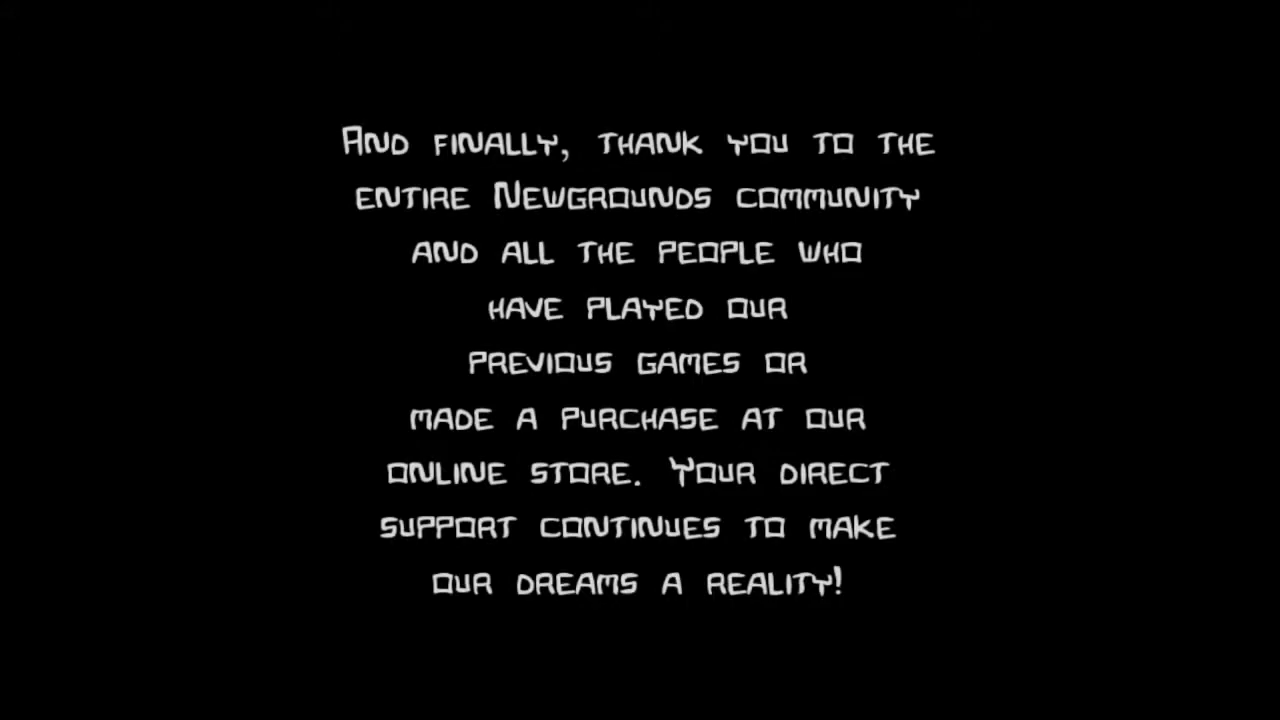 And finally, thank you to the
entire Newgrounds community
and all the people who
have played our
previous games or
made a purchase at our
online store. Your direct
support continues to make
our dreams a reality!